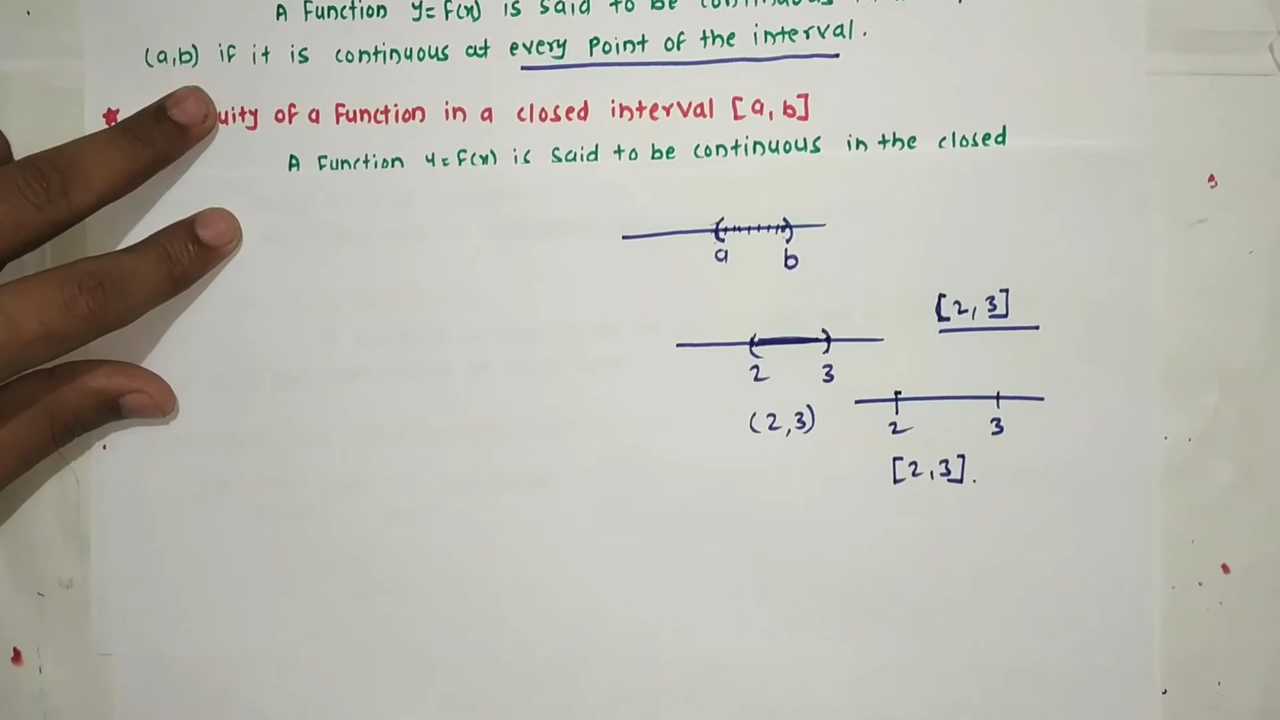 A Function y = f(x) is said to be
(a,b) if it is continuous at every point of the interval.
of a Function in a closed interval [a, b]
A Function y = f(x) is said to be continuous in the closed
a b
[2, 3]
2 3
(2,3)
2 3
[2,3].